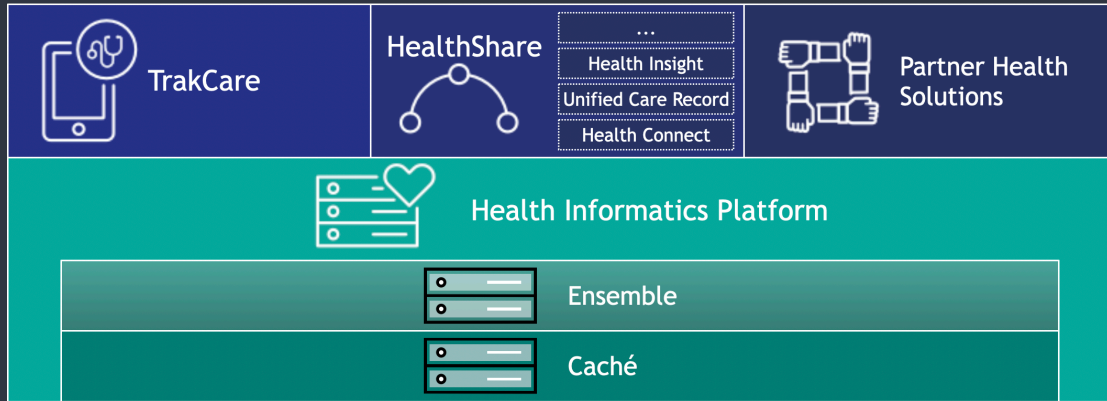 TrakCare
HealthShare
...
Health Insight
Unified Care Record
Health Connect
Partner Health
Solutions
Health Informatics Platform
Ensemble
Caché